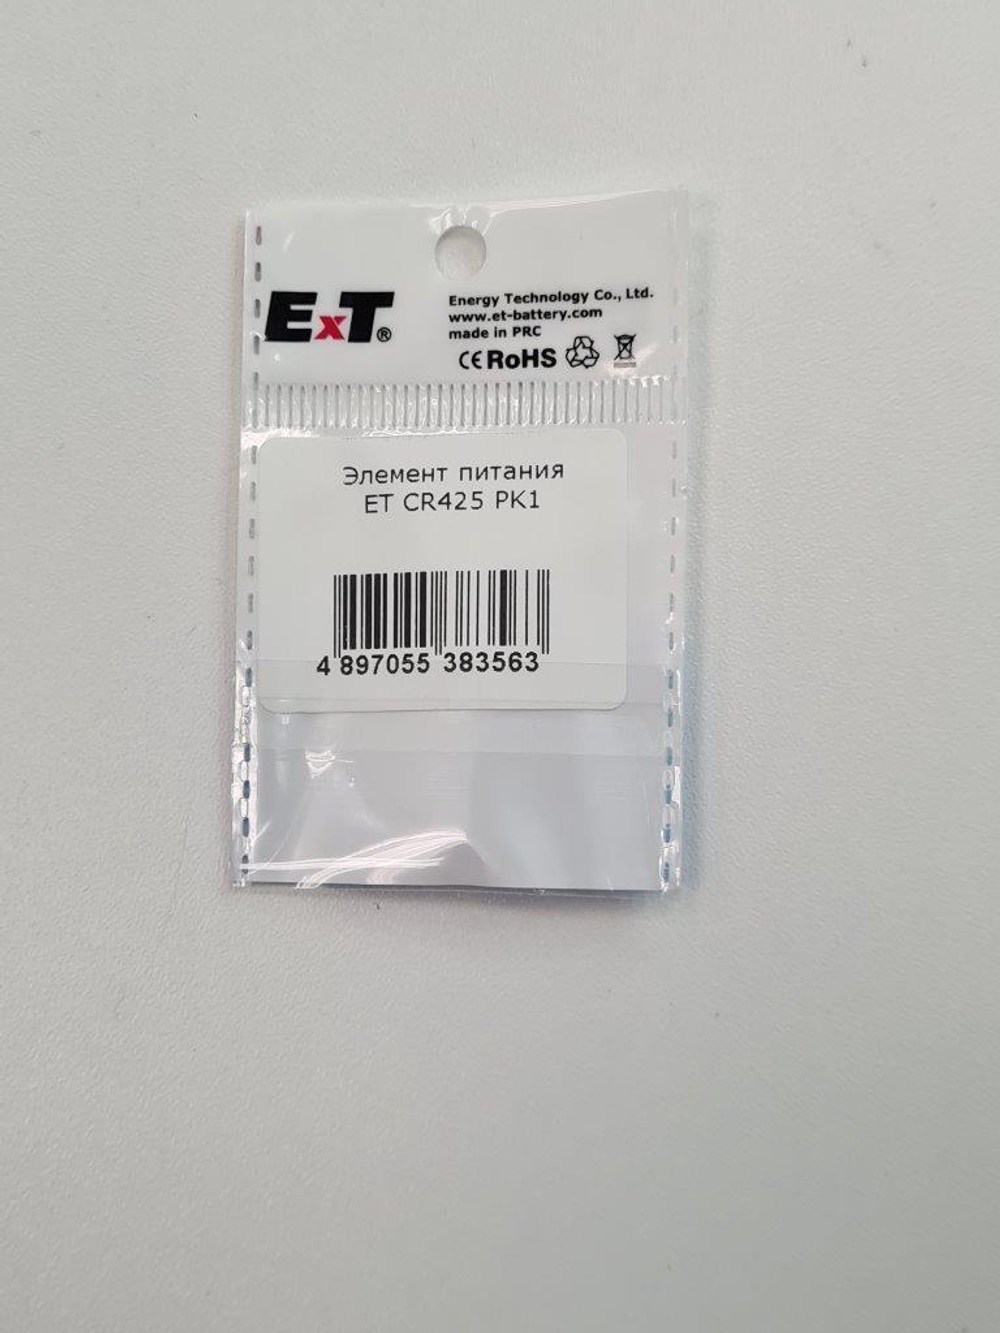 ExT®
Energy Technology Co., Ltd.
www.et-battery.com
made in PRC
CE RoHS
Элемент питания
ET CR425 PK1
4 897055 383563